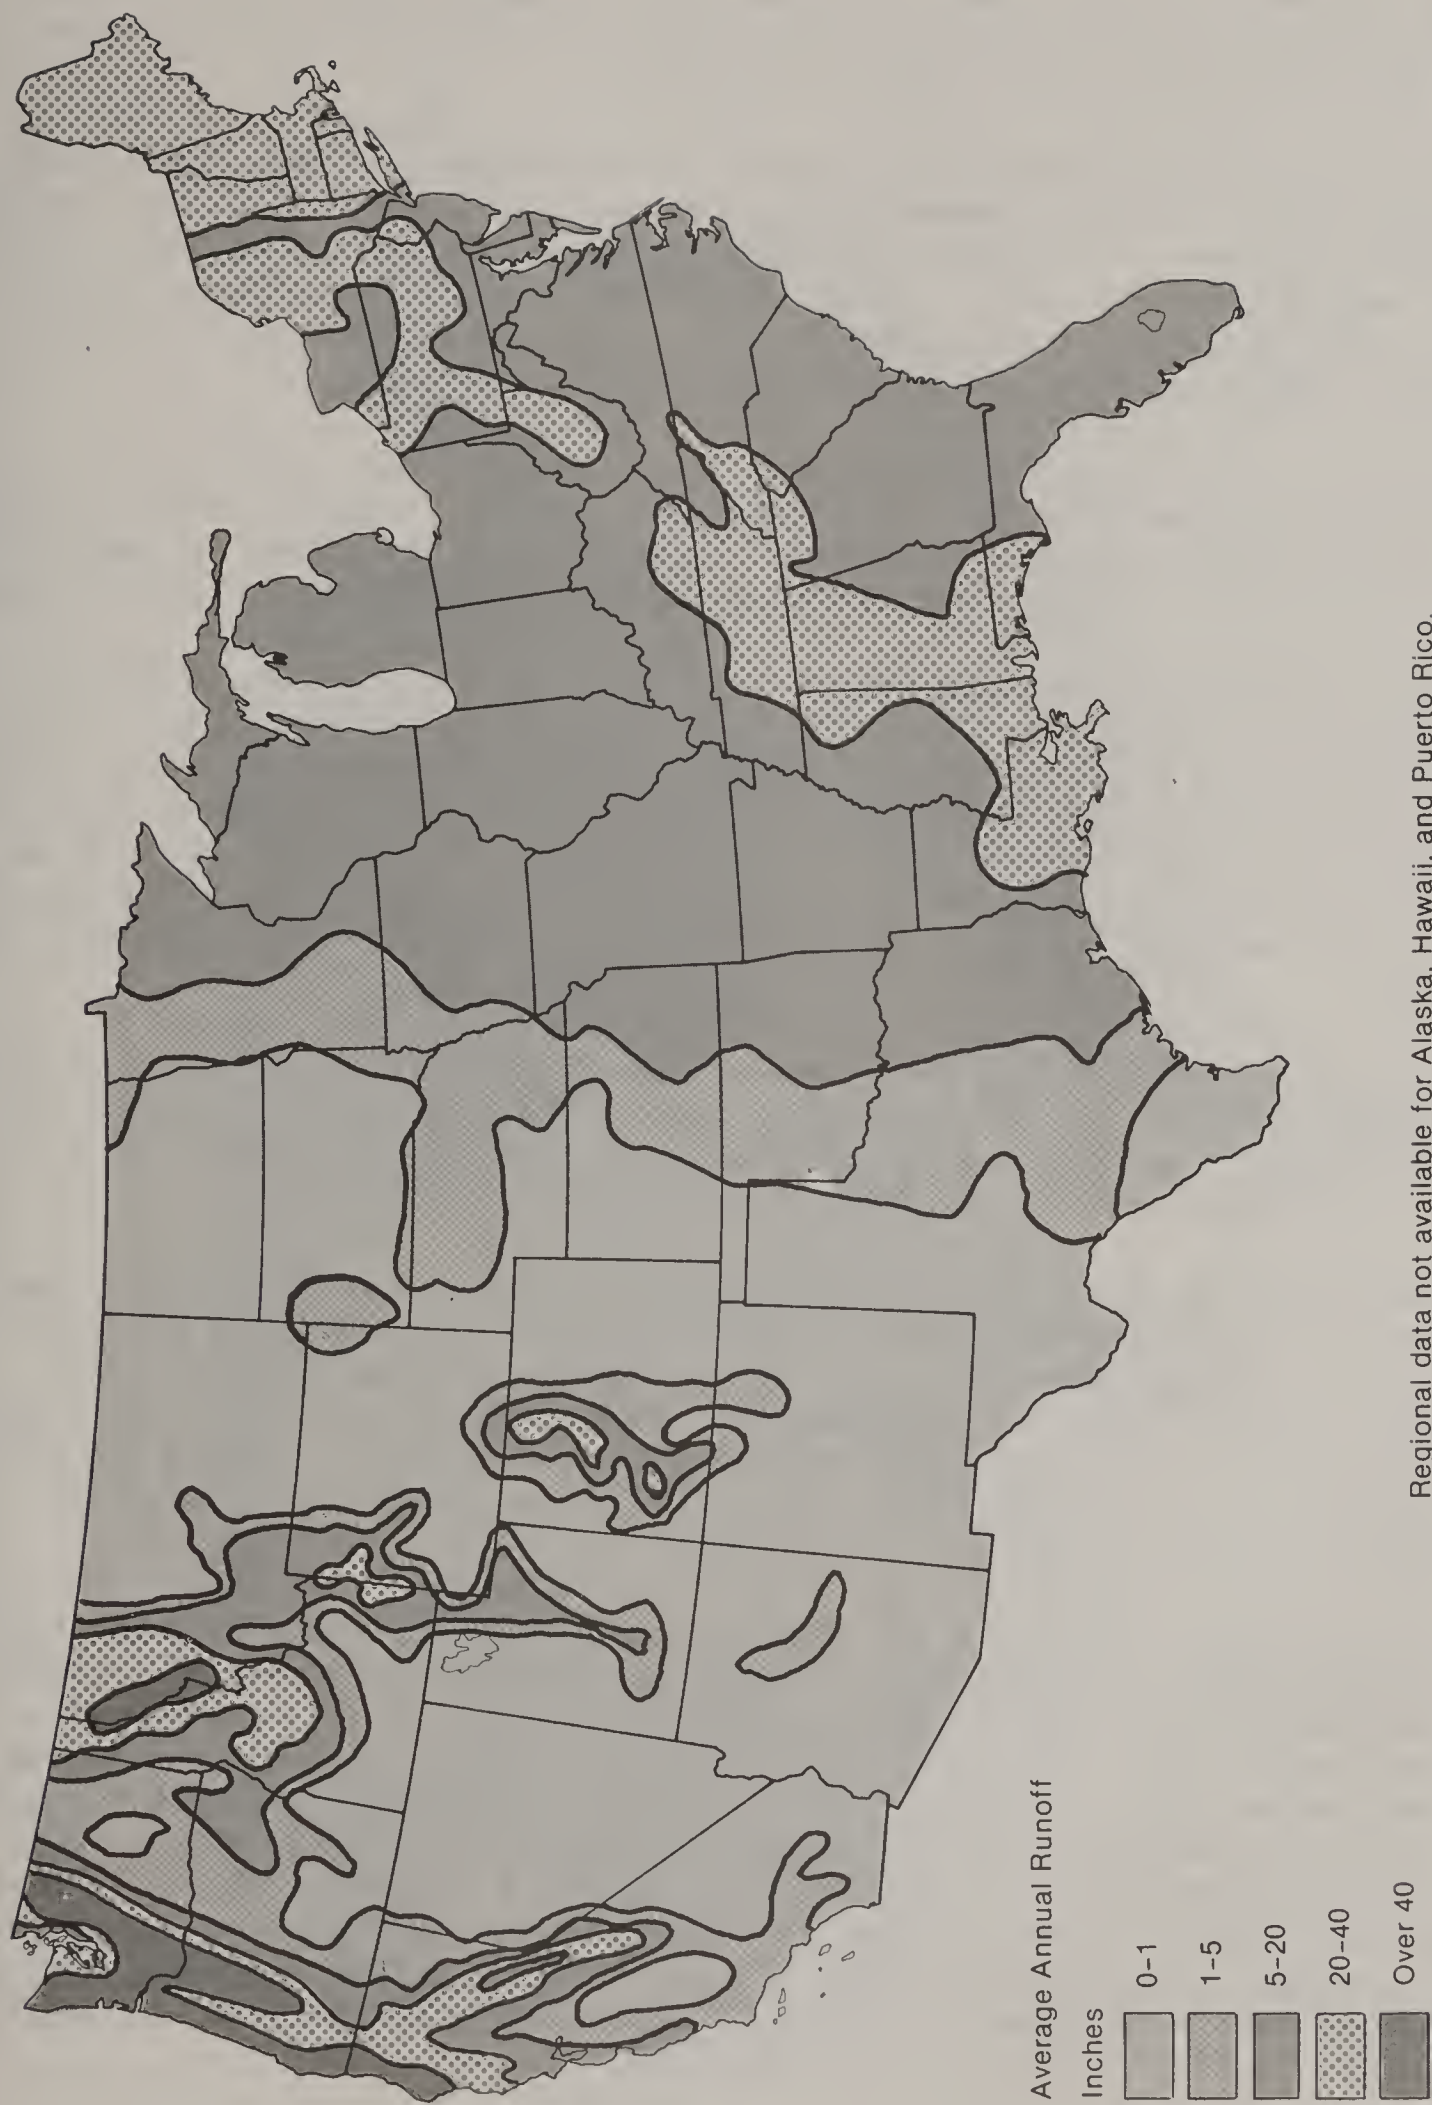 Average Annual Runoff
Inches
0-1
1-5
5-20
20-40
Over 40
Regional data not available for Alaska, Hawaii, and Puerto Rico.